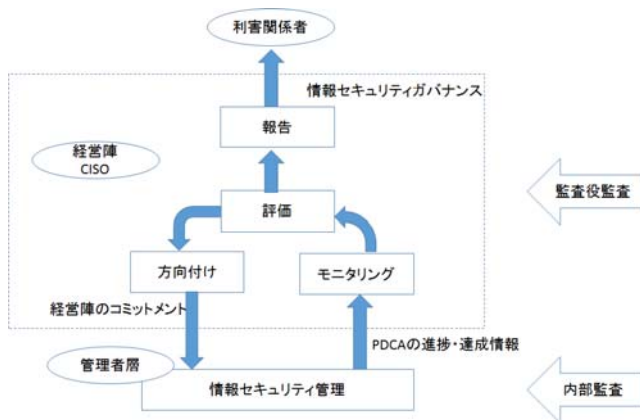 利害関係者
情報セキュリティガバナンス
報告
経営陣
CISO
監査役監査
評価
方向付け
モニタリング
経営陣のコミットメント
PDCAの進捗・達成情報
管理者層
情報セキュリティ管理
内部監査